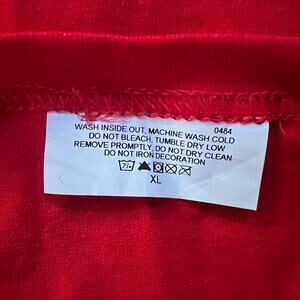 0484
WASH INSIDE OUT, MACHINE WASH COLD
DO NOT BLEACH, TUMBLE DRY LOW
REMOVE PROMPTLY, DO NOT DRY CLEAN
DO NOT IRON DECORATION
XL